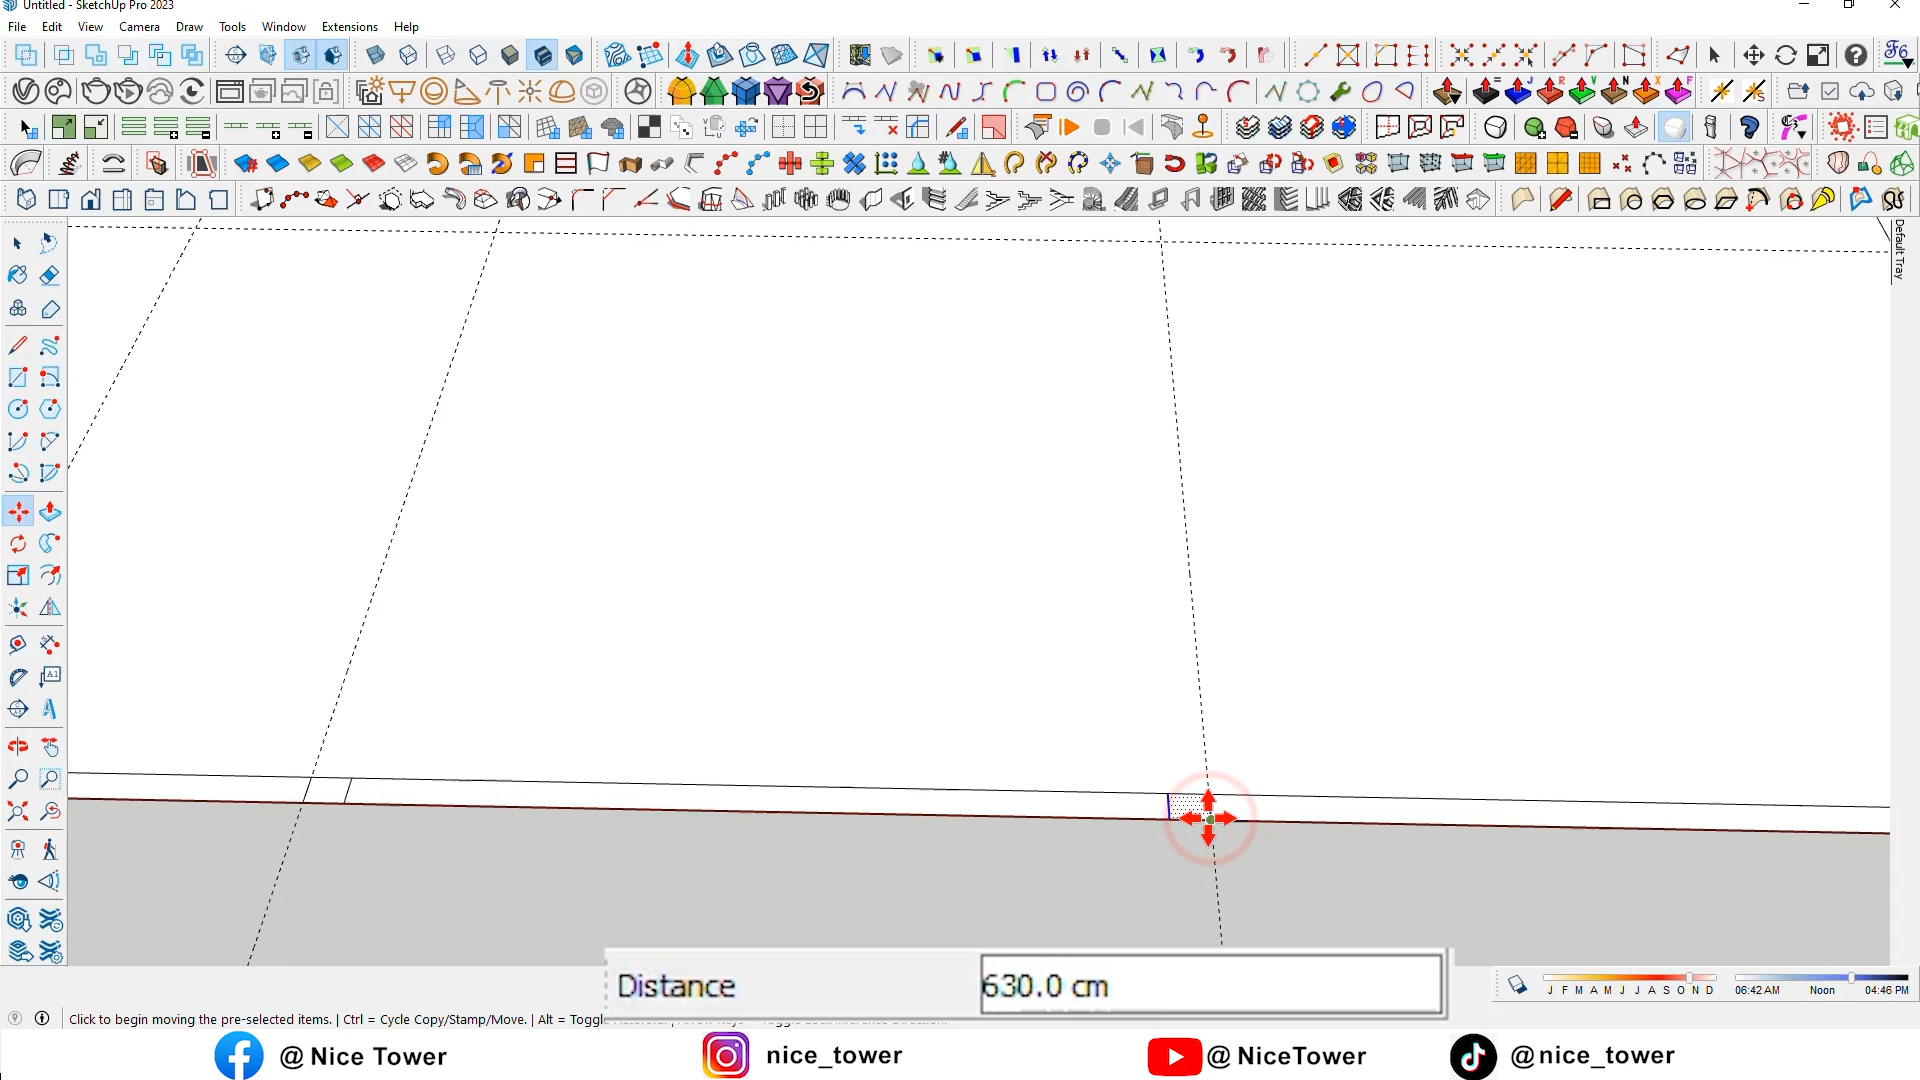 Untitled - SketchUp Pro 2023
File Edit View Camera Draw Tools Window Extensions Help
Default Tray
Distance 630.0 cm
J F M A M J J A S O N D 06:42 AM Noon 04:46 PM
Click to begin moving the pre-selected items. | Ctrl = Cycle Copy/Stamp/Move. | Alt = Toggle
@ Nice Tower nice_tower @ NiceTower @nice_tower